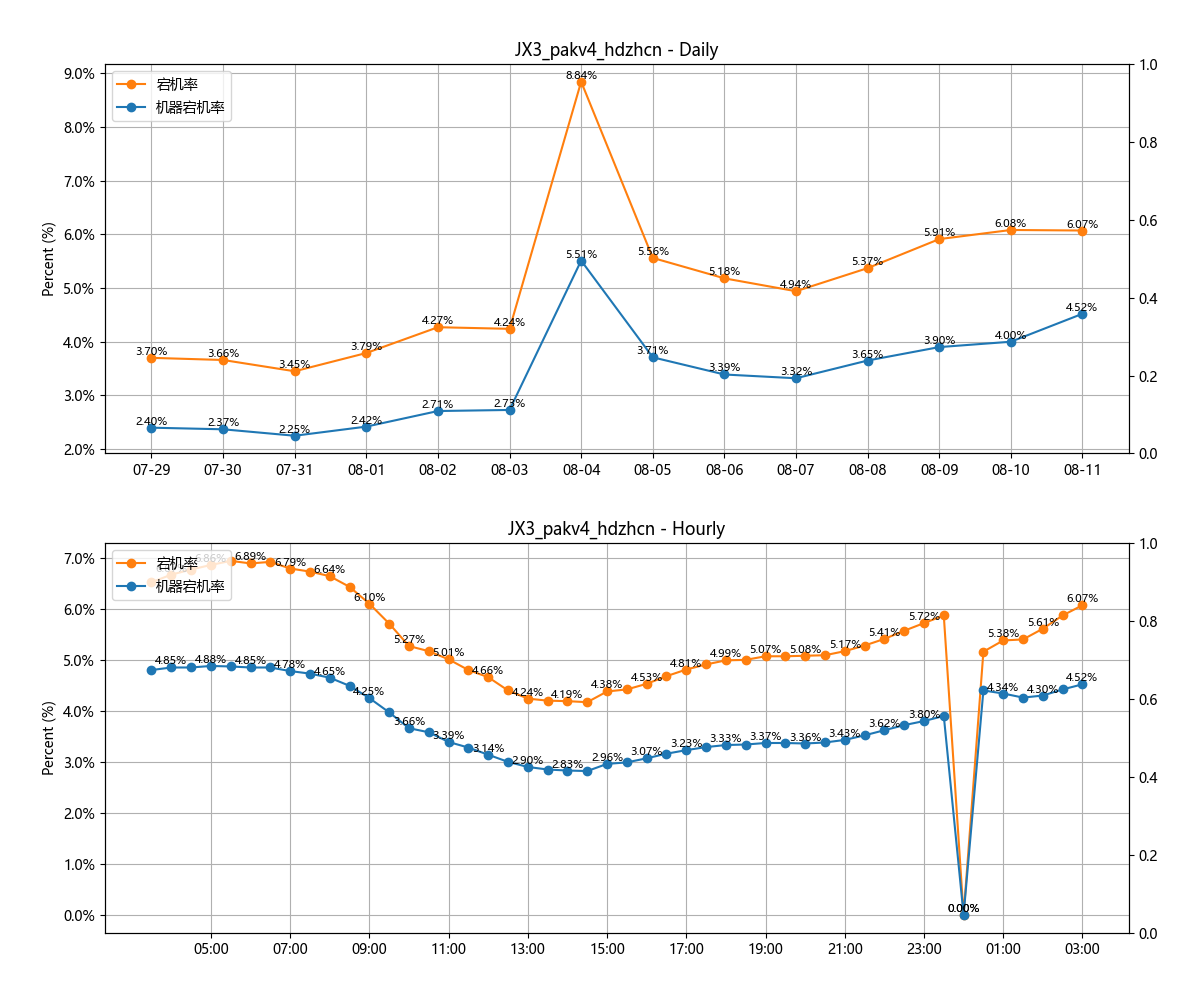 JX3_pakv4_hdzhcn - Daily
宕机率
机器宕机率
Percent (%)
9.0%
8.0%
7.0%
6.0%
5.0%
4.0%
3.0%
2.0%
1.0
0.8
0.6
0.4
0.2
0.0
3.70% 3.66% 3.45% 3.79% 4.27% 4.24% 8.84% 5.56% 5.18% 4.94% 5.37% 5.91% 6.08% 6.07%
2.40% 2.37% 2.25% 2.42% 2.71% 2.73% 5.51% 3.71% 3.39% 3.32% 3.65% 3.90% 4.00% 4.52%
07-29 07-30 07-31 08-01 08-02 08-03 08-04 08-05 08-06 08-07 08-08 08-09 08-10 08-11
JX3_pakv4_hdzhcn - Hourly
宕机率
机器宕机率
Percent (%)
7.0%
6.0%
5.0%
4.0%
3.0%
2.0%
1.0%
0.0%
1.0
0.8
0.6
0.4
0.2
0.0
6.86% 6.89% 6.79% 6.64% 6.10% 5.27% 5.01% 4.66% 4.24% 4.19% 4.38% 4.53% 4.81% 4.99% 5.07% 5.08% 5.17% 5.41% 5.72% 0.00% 5.38% 5.61% 6.07%
4.85% 4.88% 4.85% 4.78% 4.65% 4.25% 3.66% 3.39% 3.14% 2.90% 2.83% 2.96% 3.07% 3.23% 3.33% 3.37% 3.36% 3.43% 3.62% 3.80% 0.00% 4.34% 4.30% 4.52%
05:00 07:00 09:00 11:00 13:00 15:00 17:00 19:00 21:00 23:00 01:00 03:00